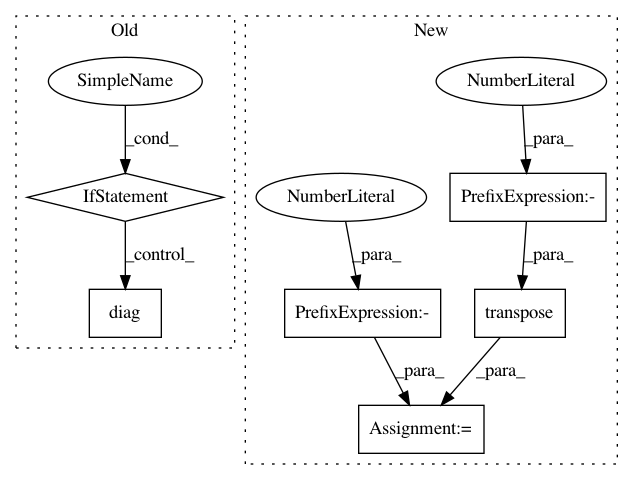 Old
New
SimpleName
NumberLiteral
_cond_
_para_
NumberLiteral
IfStatement
PrefixExpression:-
_control_
_para_
_para_
diag
PrefixExpression:-
transpose
_para_
_para_
Assignment:=